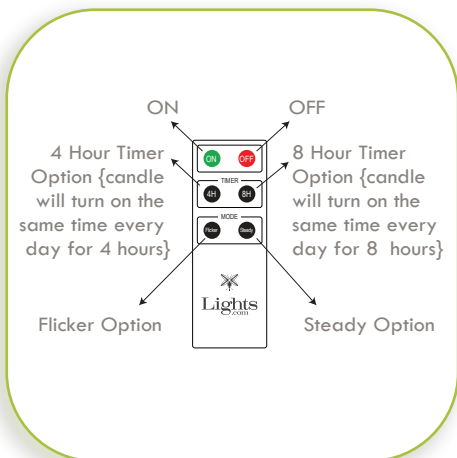 ON
OFF
4 Hour Timer
Option {candle
will turn on the
same time every
day for 4 hours}
8 Hour Timer
Option {candle
will turn on the
same time every
day for 8  hours}
ON OFF
TIMER
4H 8H
MODE
Flicker Steady
Lights
.com
Flicker Option
Steady Option